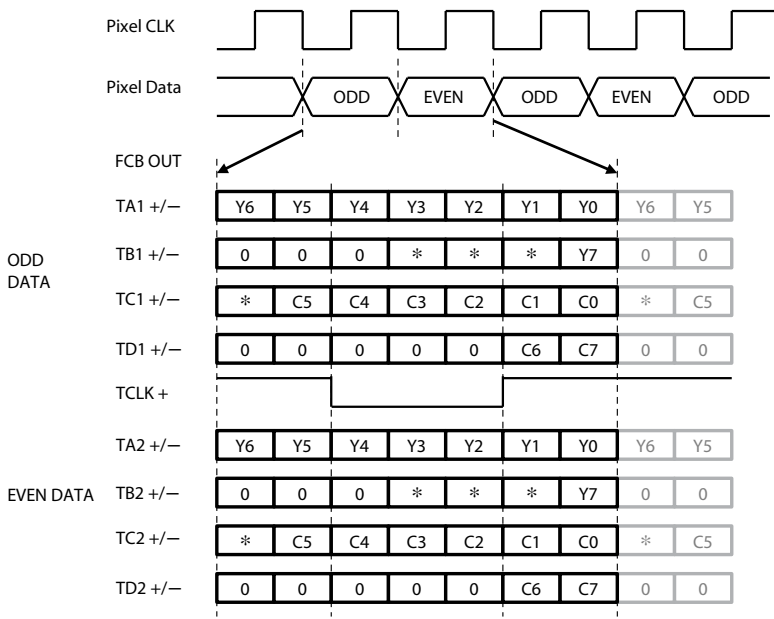 Pixel CLK
Pixel Data ODD EVEN ODD EVEN ODD
FCB OUT
TA1 +/− Y6 Y5 Y4 Y3 Y2 Y1 Y0 Y6 Y5
ODD DATA
TB1 +/− 0 0 0 * * * Y7 0 0
TC1 +/− * C5 C4 C3 C2 C1 C0 * C5
TD1 +/− 0 0 0 0 0 C6 C7 0 0
TCLK +
TA2 +/− Y6 Y5 Y4 Y3 Y2 Y1 Y0 Y6 Y5
EVEN DATA TB2 +/− 0 0 0 * * * Y7 0 0
TC2 +/− * C5 C4 C3 C2 C1 C0 * C5
TD2 +/− 0 0 0 0 0 C6 C7 0 0